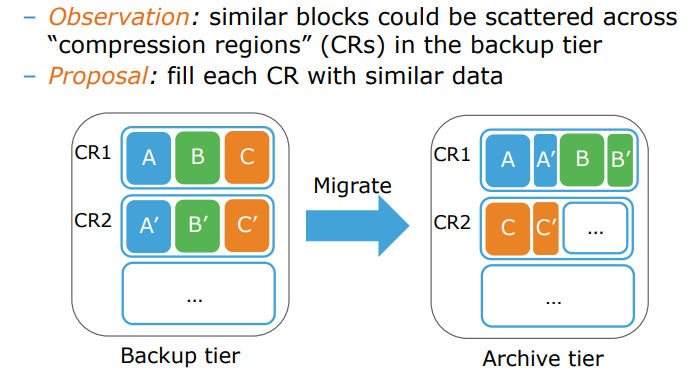 – Observation: similar blocks could be scattered across
“compression regions” (CRs) in the backup tier
– Proposal: fill each CR with similar data
CR1 A B C
CR2 A′ B′ C′
...
Backup tier
Migrate
CR1 A A′ B B′
CR2 C C′ ...
...
Archive tier